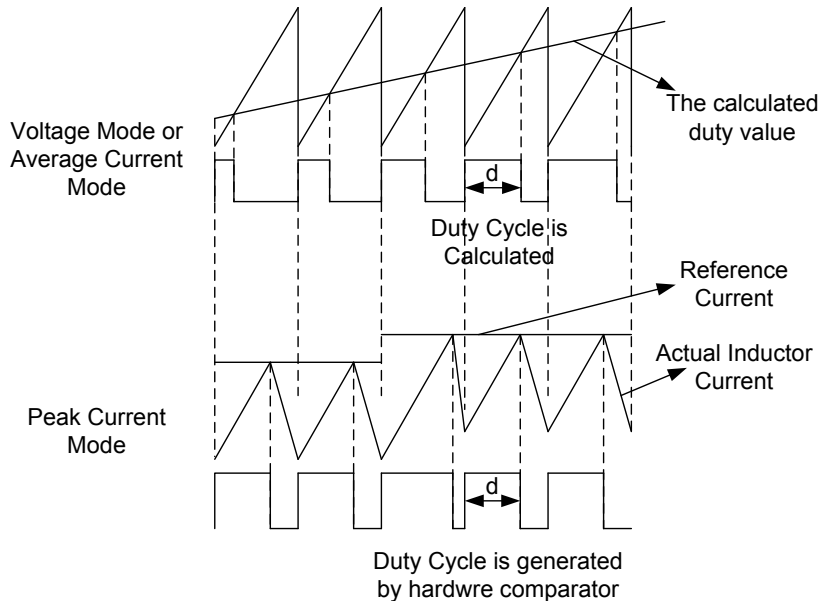 The calculated
duty value
Voltage Mode or
Average Current
Mode
d
Duty Cycle is
Calculated
Reference
Current
Actual Inductor
Current
Peak Current
Mode
d
Duty Cycle is generated
by hardwre comparator